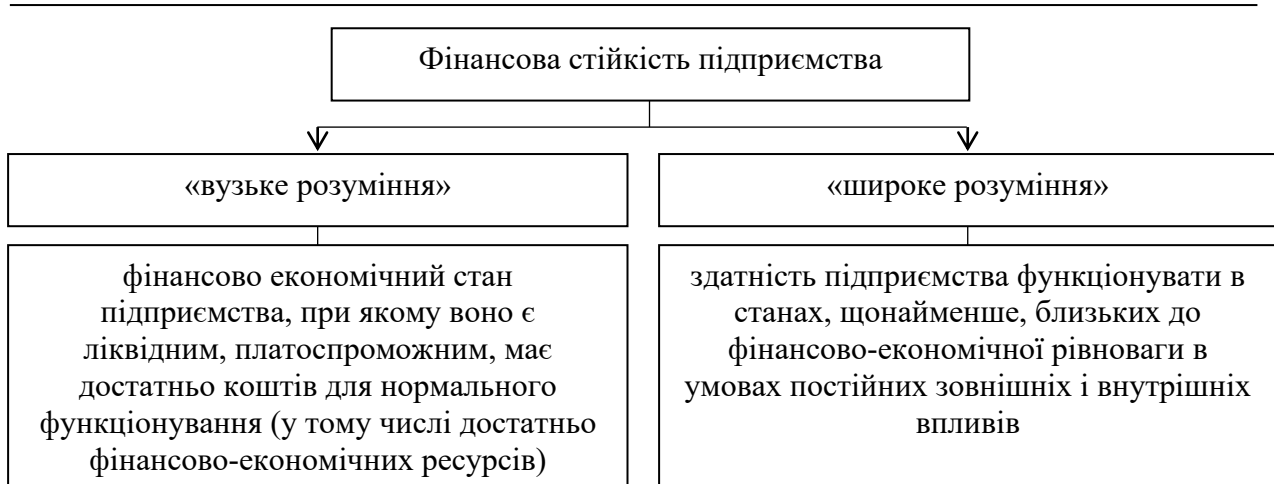 Фінансова стійкість підприємства
«вузьке розуміння»
«широке розуміння»
фінансово економічний стан
підприємства, при якому воно є
ліквідним, платоспроможним, має
достатньо коштів для нормального
функціонування (у тому числі достатньо
фінансово-економічних ресурсів)
здатність підприємства функціонувати в
станах, щонайменше, близьких до
фінансово-економічної рівноваги в
умовах постійних зовнішніх і внутрішніх
впливів